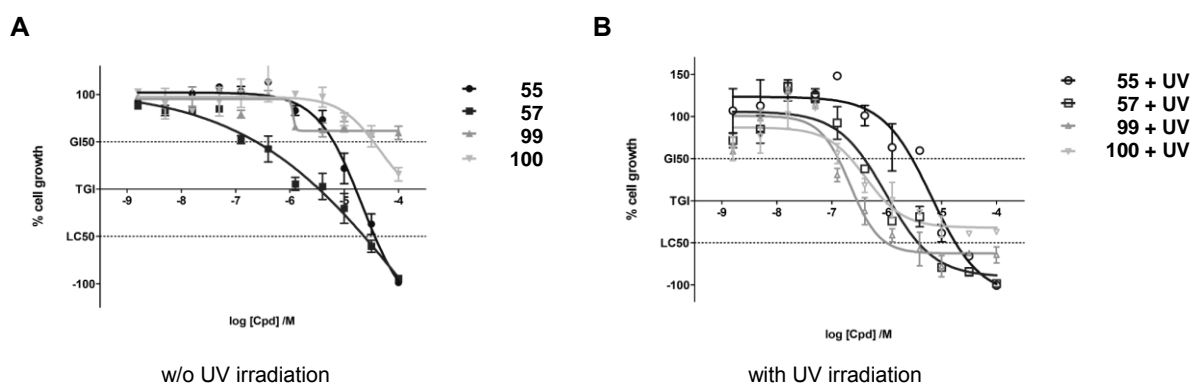 A
100
GI50
TGI
LC50
-100
% cell growth
-9
-8
-7
-6
-5
-4
log [Cpd] /M
55
57
99
100
w/o UV irradiation
B
150
100
GI50
TGI
LC50
-100
% cell growth
-9
-8
-7
-6
-5
-4
log [Cpd] /M
55 + UV
57 + UV
99 + UV
100 + UV
with UV irradiation